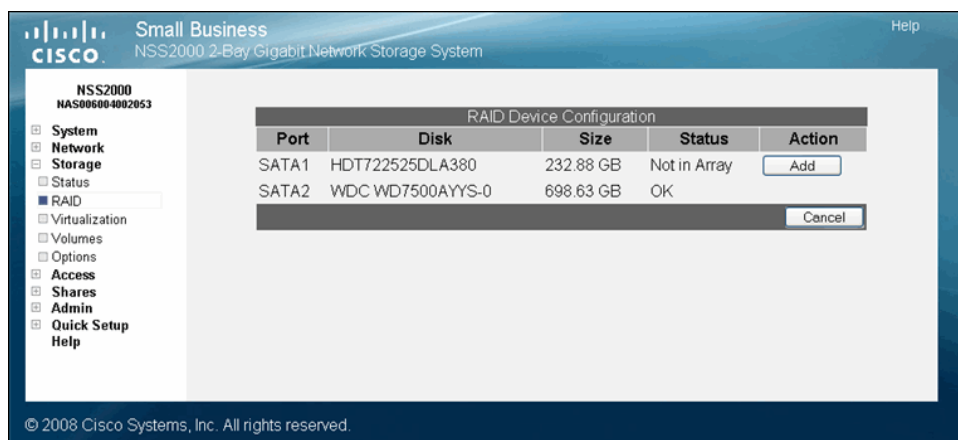 CISCO.
Small Business
NSS2000 2-Bay Gigabit Network Storage System
Help
NSS2000
NAS006004002053
System
Network
Storage
Status
RAID
Virtualization
Volumes
Options
Access
Shares
Admin
Quick Setup
Help
RAID Device Configuration
Port Disk Size Status Action
SATA1 HDT722525DLA380 232.88 GB Not in Array Add
SATA2 WDC WD7500AYYS-0 698.63 GB OK
Cancel
© 2008 Cisco Systems, Inc. All rights reserved.